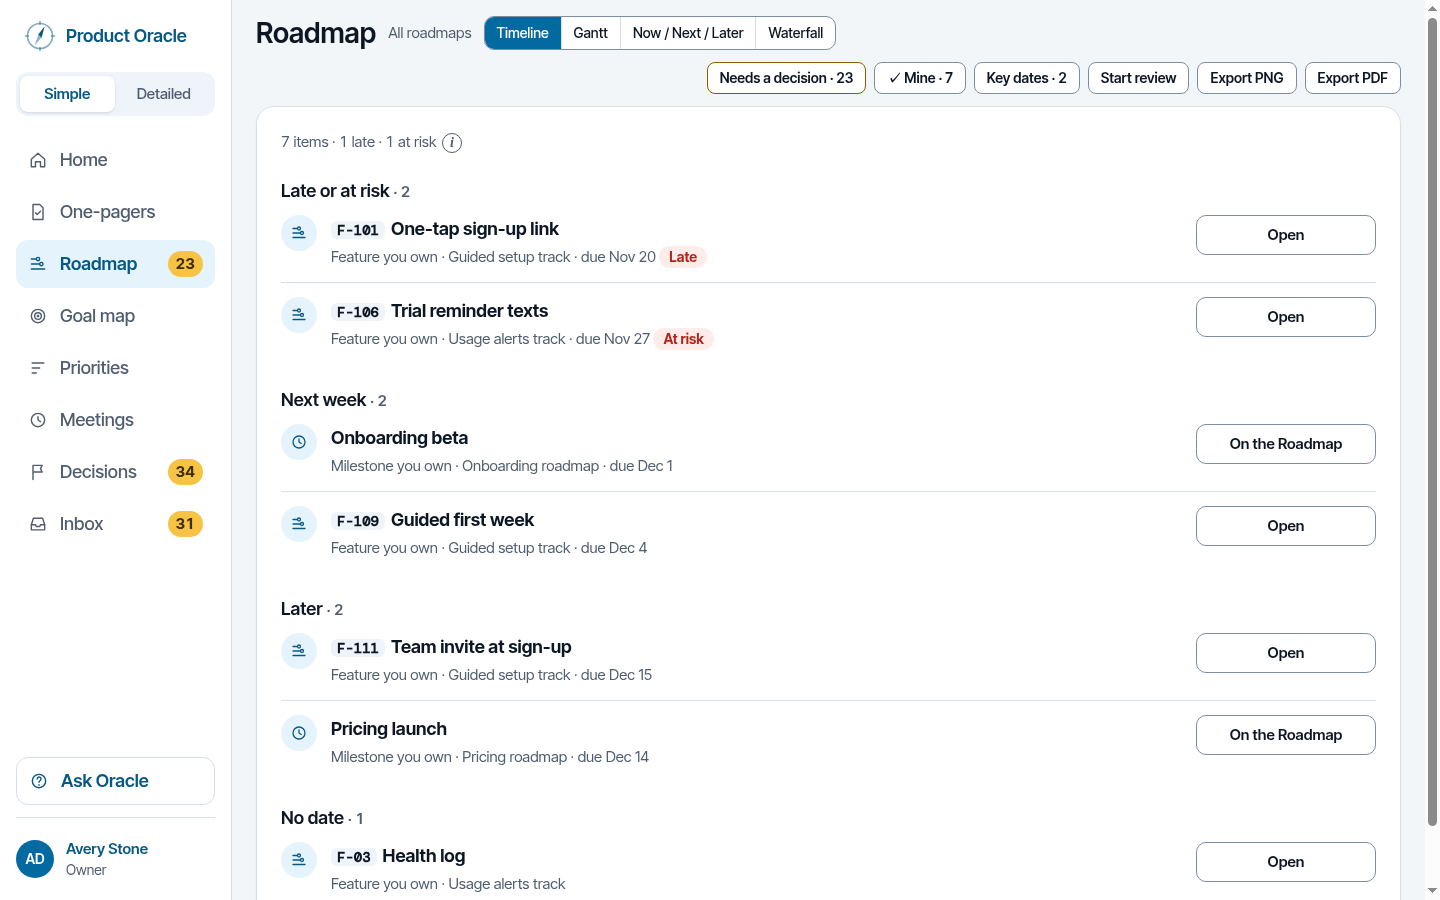 Product Oracle
Simple
Detailed
Home
One-pagers
Roadmap 23
Goal map
Priorities
Meetings
Decisions 34
Inbox 31
Ask Oracle
AD
Avery Stone
Owner
Roadmap
All roadmaps
Timeline
Gantt
Now / Next / Later
Waterfall
Needs a decision · 23
✓ Mine · 7
Key dates · 2
Start review
Export PNG
Export PDF
7 items · 1 late · 1 at risk i
Late or at risk · 2
F-101 One-tap sign-up link
Feature you own · Guided setup track · due Nov 20 Late
Open
F-106 Trial reminder texts
Feature you own · Usage alerts track · due Nov 27 At risk
Open
Next week · 2
Onboarding beta
Milestone you own · Onboarding roadmap · due Dec 1
On the Roadmap
F-109 Guided first week
Feature you own · Guided setup track · due Dec 4
Open
Later · 2
F-111 Team invite at sign-up
Feature you own · Guided setup track · due Dec 15
Open
Pricing launch
Milestone you own · Pricing roadmap · due Dec 14
On the Roadmap
No date · 1
F-03 Health log
Feature you own · Usage alerts track
Open